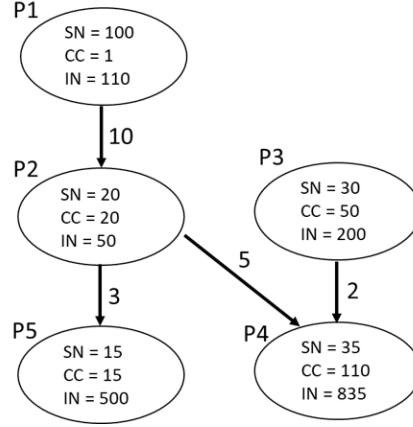 P1
SN = 100
CC = 1
IN = 110
10
P2
SN = 20
CC = 20
IN = 50
P3
SN = 30
CC = 50
IN = 200
5
3
2
P5
SN = 15
CC = 15
IN = 500
P4
SN = 35
CC = 110
IN = 835